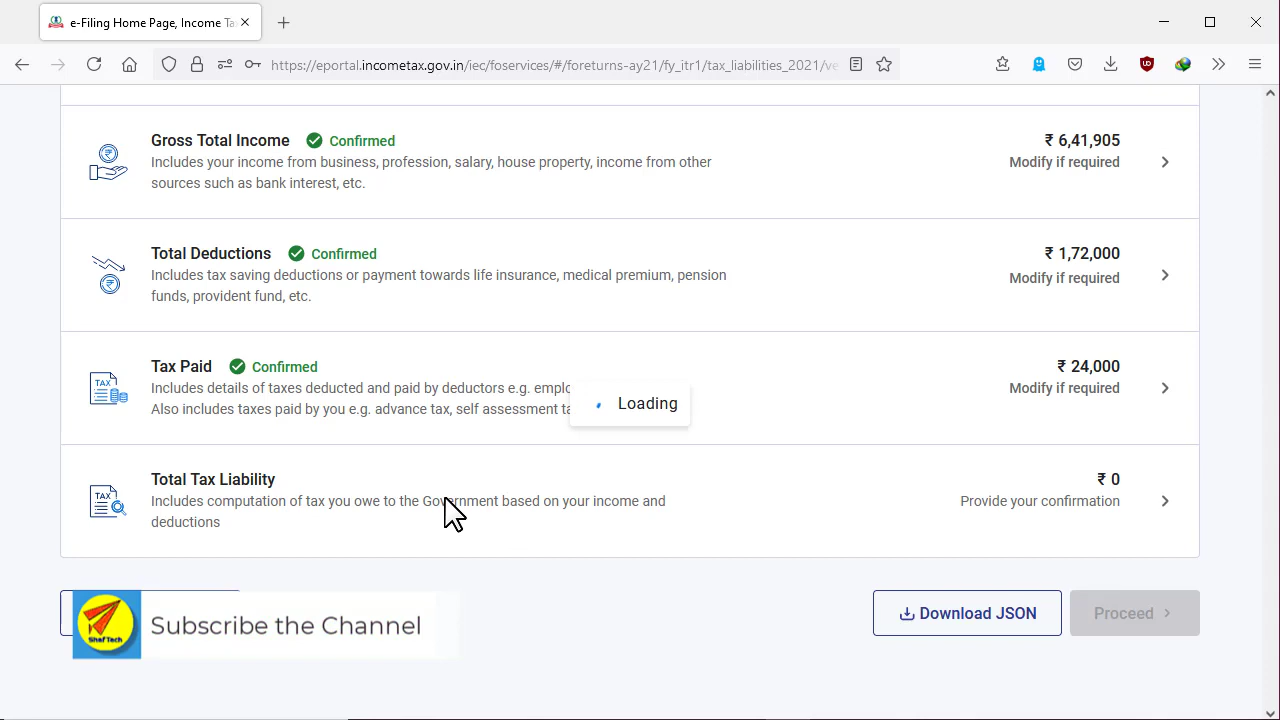 e-Filing Home Page, Income Ta
https://eportal.incometax.gov.in/iec/foservices/#/foreturns-ay21/fy_itr1/tax_liabilities_2021/ve
Gross Total Income Confirmed ₹ 6,41,905
Includes your income from business, profession, salary, house property, income from other Modify if required
sources such as bank interest, etc.
Total Deductions Confirmed ₹ 1,72,000
Includes tax saving deductions or payment towards life insurance, medical premium, pension Modify if required
funds, provident fund, etc.
Tax Paid Confirmed ₹ 24,000
Includes details of taxes deducted and paid by deductors e.g. emplo Modify if required
Also includes taxes paid by you e.g. advance tax, self assessment ta
Loading
TAX
Total Tax Liability ₹ 0
Includes computation of tax you owe to the Government based on your income and Provide your confirmation
deductions
TAX
Shef Tech
Subscribe the Channel
Download JSON
Proceed